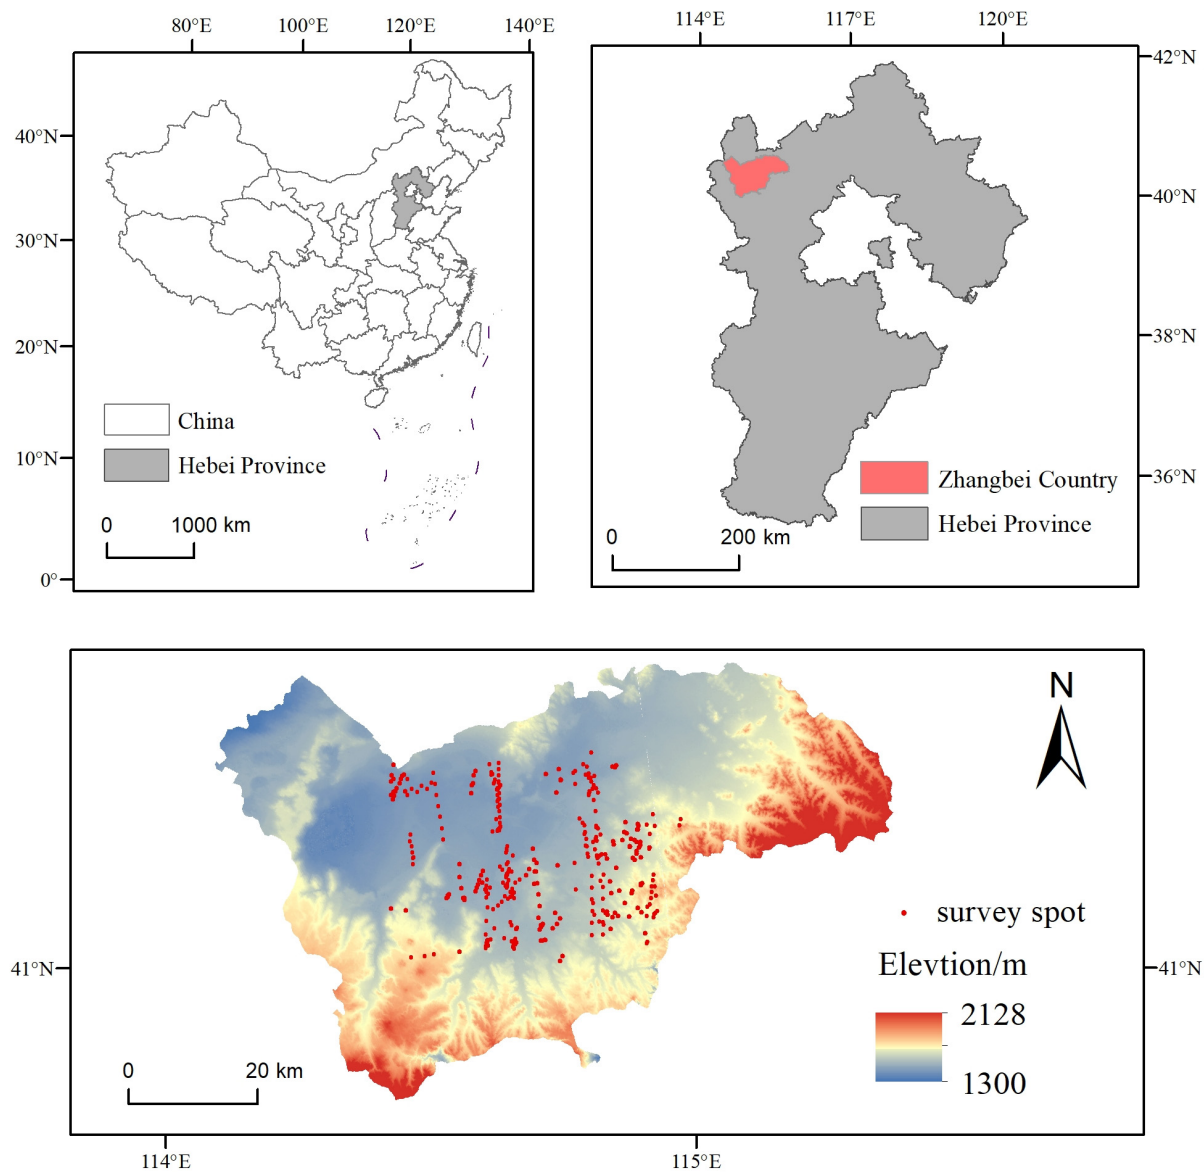 80°E 100°E 120°E 140°E
40°N
30°N
20°N
10°N
0°
China
Hebei Province
0 1000 km
114°E 117°E 120°E
42°N
40°N
38°N
36°N
Zhangbei Country
Hebei Province
0 200 km
N
survey spot
Elevtion/m
2128
1300
41°N 41°N
0 20 km
114°E 115°E